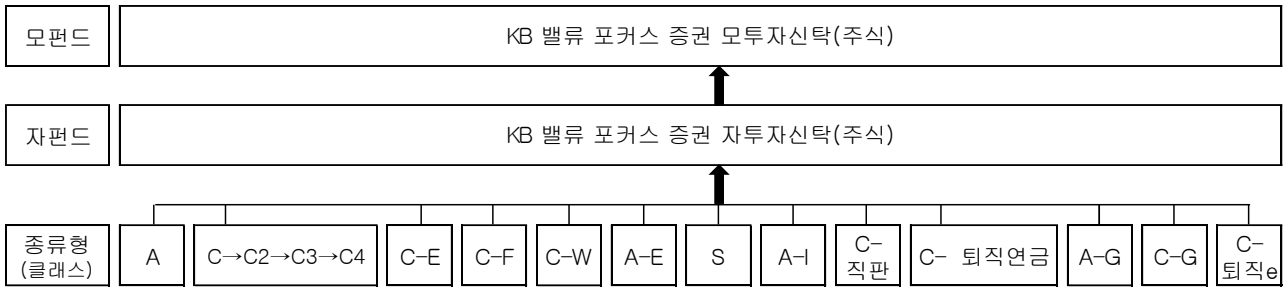 모펀드
KB 밸류 포커스 증권 모투자신탁(주식)
자펀드
KB 밸류 포커스 증권 자투자신탁(주식)
종류형
(클래스)
A
C→C2→C3→C4
C-E
C-F
C-W
A-E
S
A-I
C-
직판
C- 퇴직연금
A-G
C-G
C-
퇴직e